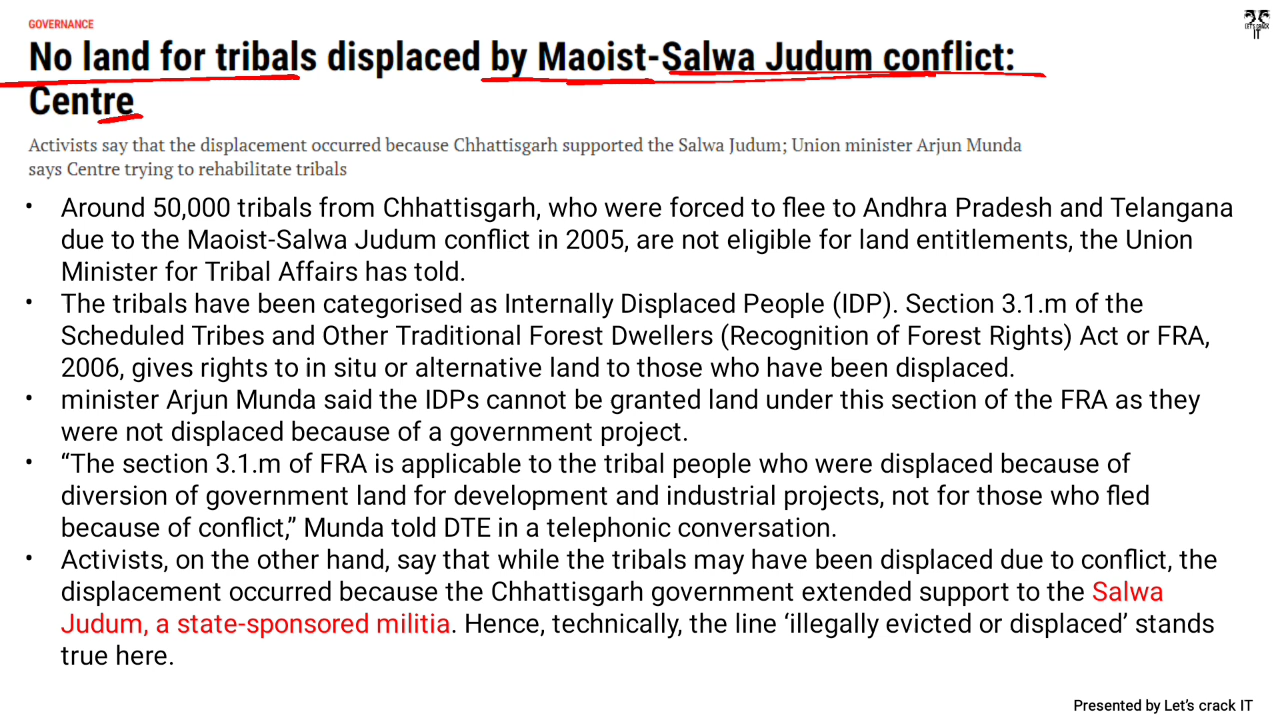 GOVERNANCE
LET'S CRACK
IT
No land for tribals displaced by Maoist-Salwa Judum conflict:
Centre
Activists say that the displacement occurred because Chhattisgarh supported the Salwa Judum; Union minister Arjun Munda
says Centre trying to rehabilitate tribals
• Around 50,000 tribals from Chhattisgarh, who were forced to flee to Andhra Pradesh and Telangana
due to the Maoist-Salwa Judum conflict in 2005, are not eligible for land entitlements, the Union
Minister for Tribal Affairs has told.
• The tribals have been categorised as Internally Displaced People (IDP). Section 3.1.m of the
Scheduled Tribes and Other Traditional Forest Dwellers (Recognition of Forest Rights) Act or FRA,
2006, gives rights to in situ or alternative land to those who have been displaced.
• minister Arjun Munda said the IDPs cannot be granted land under this section of the FRA as they
were not displaced because of a government project.
• “The section 3.1.m of FRA is applicable to the tribal people who were displaced because of
diversion of government land for development and industrial projects, not for those who fled
because of conflict,” Munda told DTE in a telephonic conversation.
• Activists, on the other hand, say that while the tribals may have been displaced due to conflict, the
displacement occurred because the Chhattisgarh government extended support to the Salwa
Judum, a state-sponsored militia. Hence, technically, the line ‘illegally evicted or displaced’ stands
true here.
Presented by Let’s crack IT